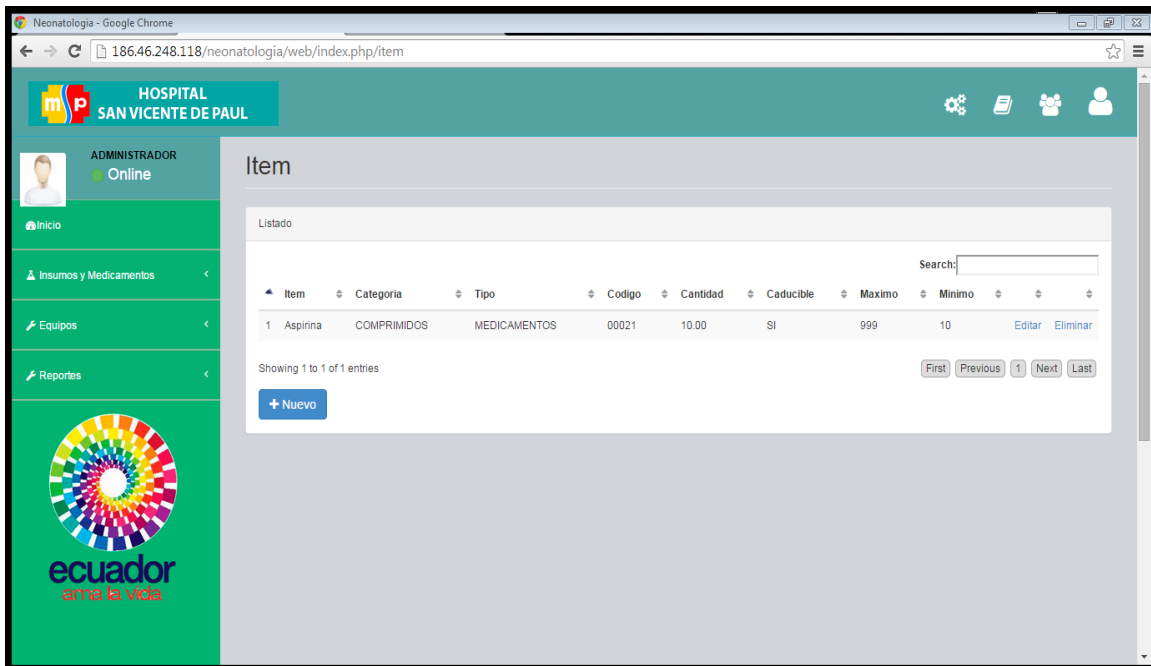 Neonatologia - Google Chrome
186.46.248.118/neonatologia/web/index.php/item
m p HOSPITAL
SAN VICENTE DE PAUL
ADMINISTRADOR
Online
Inicio
Insumos y Medicamentos
Equipos
Reportes
ecuador
ama la vida
Item
Listado
Search:
Item Categoria Tipo Codigo Cantidad Caducible Maximo Minimo
1 Aspirina COMPRIMIDOS MEDICAMENTOS 00021 10.00 SI 999 10 Editar Eliminar
Showing 1 to 1 of 1 entries
First Previous 1 Next Last
+ Nuevo